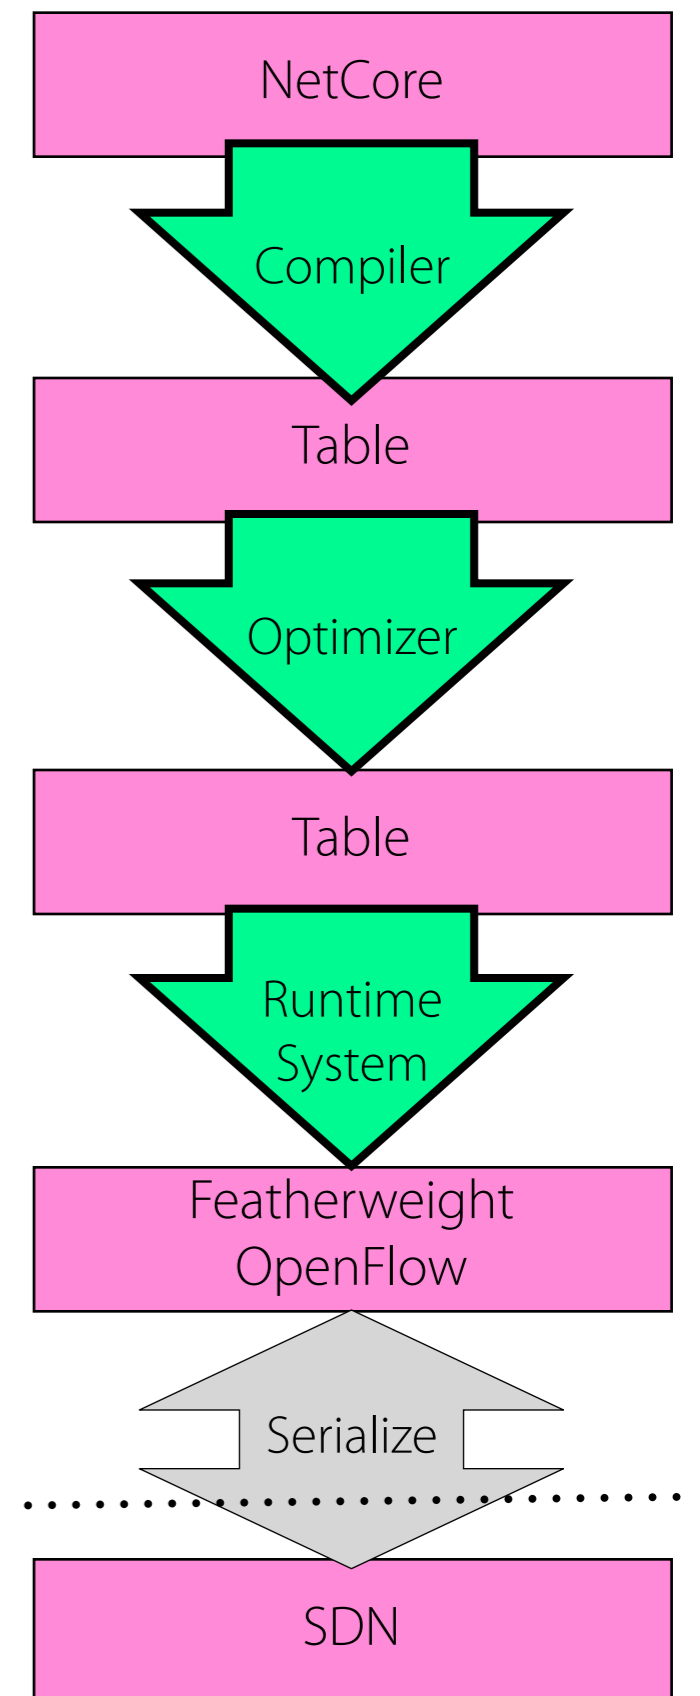 NetCore
Compiler
Table
Optimizer
Table
Runtime
System
Featherweight
OpenFlow
Serialize
SDN